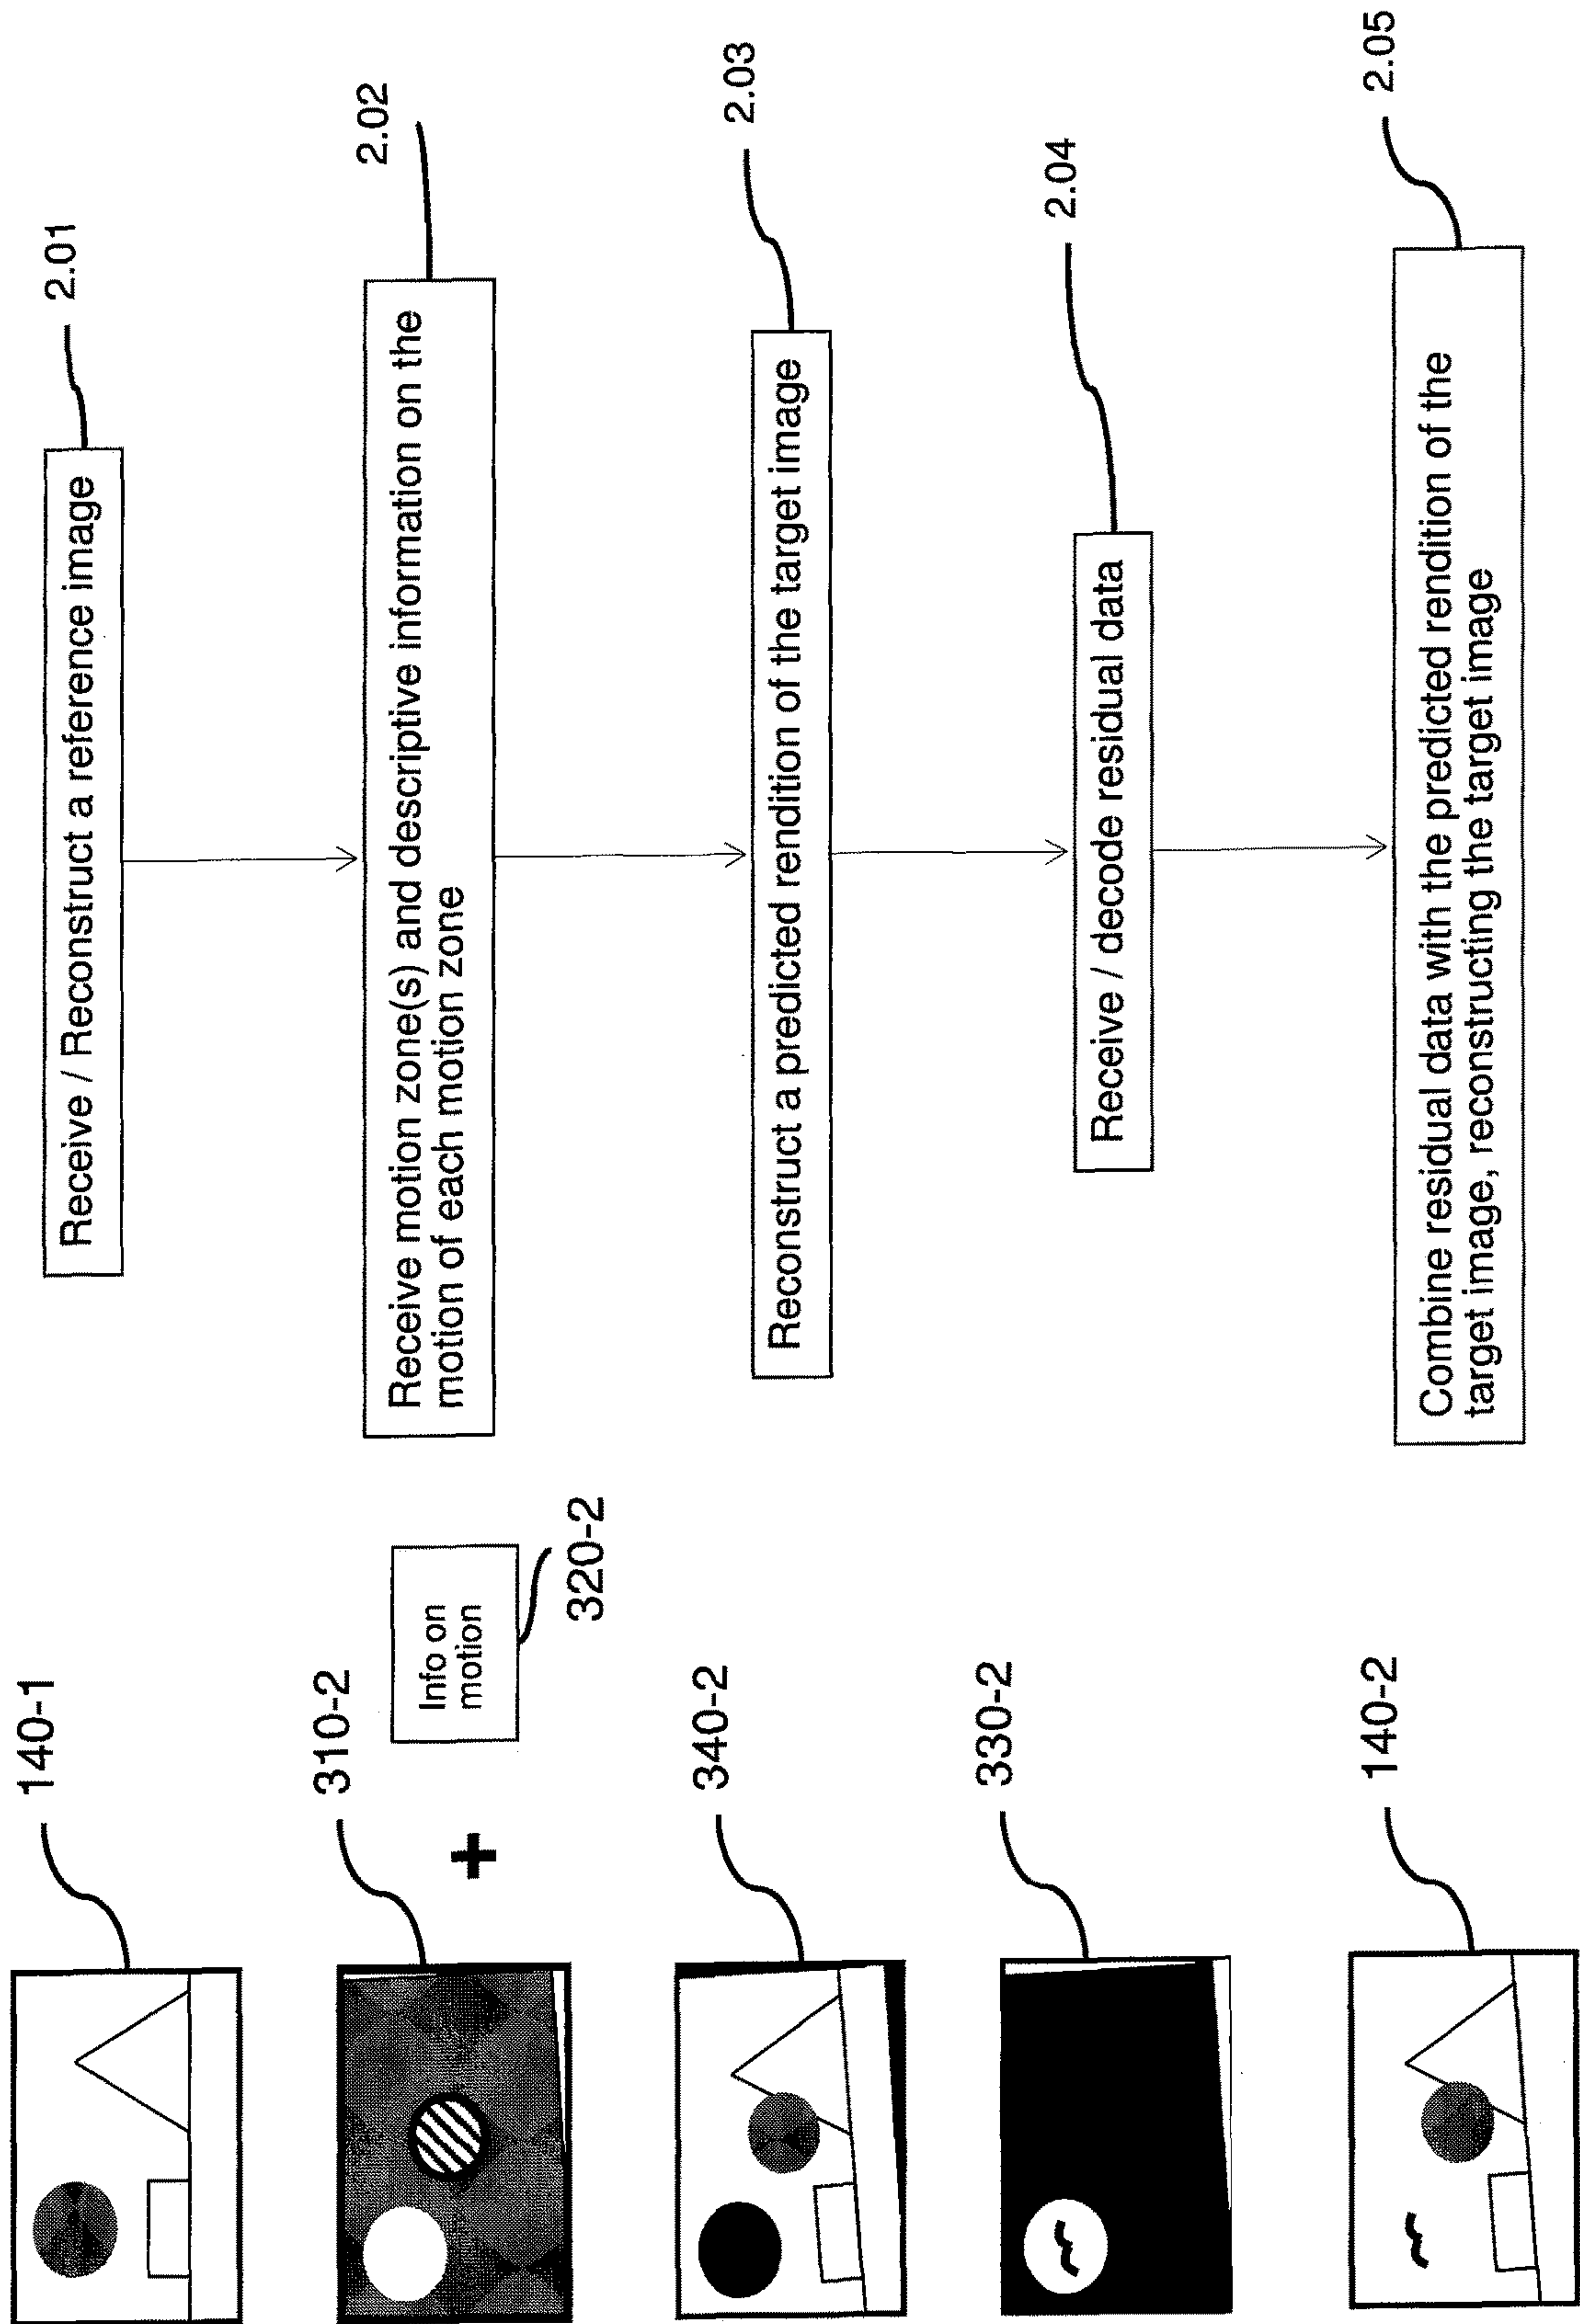 140-1
Receive / Reconstruct a reference image
2.01
310-2
+
Info on
motion
320-2
Receive motion zone(s) and descriptive information on the
motion of each motion zone
2.02
340-2
Reconstruct a predicted rendition of the target image
2.03
330-2
Receive / decode residual data
2.04
140-2
Combine residual data with the predicted rendition of the
target image, reconstructing the target image
2.05